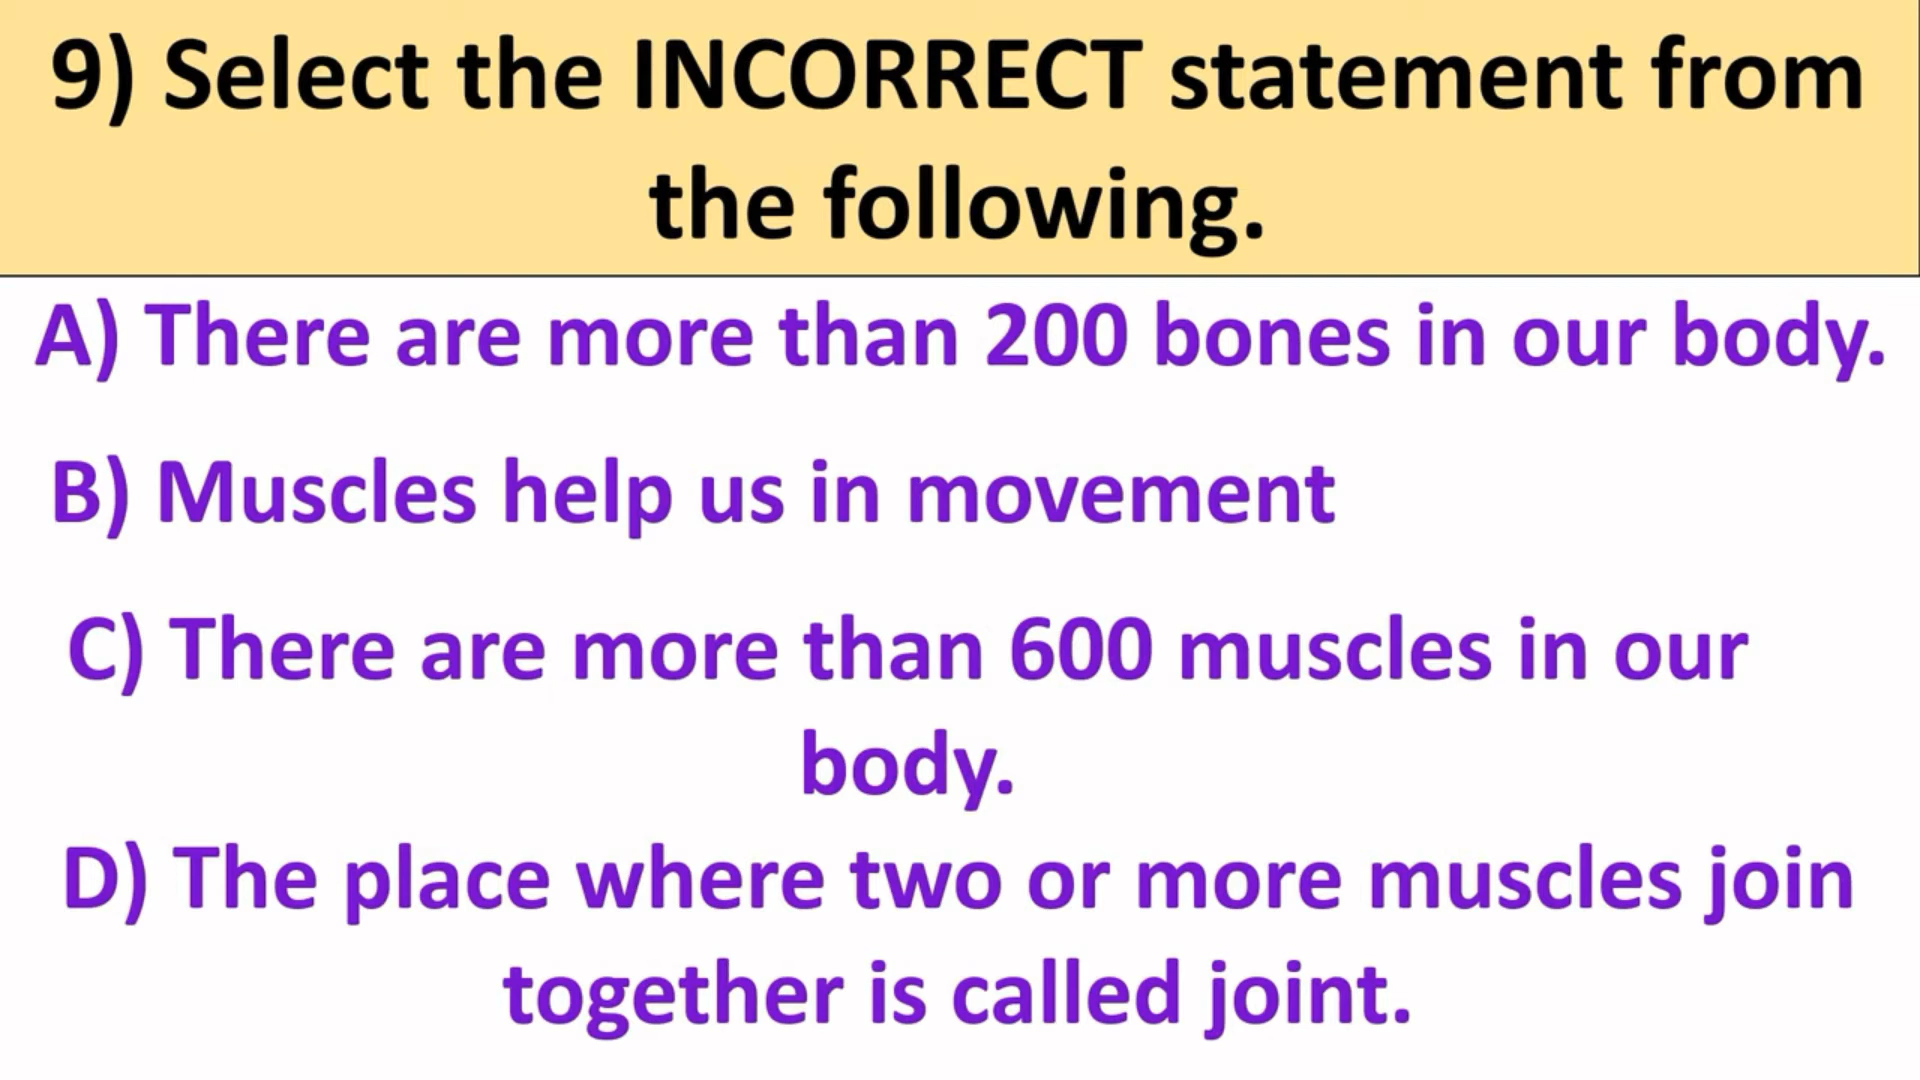 9) Select the INCORRECT statement from
the following.
A) There are more than 200 bones in our body.
B) Muscles help us in movement
C) There are more than 600 muscles in our
body.
D) The place where two or more muscles join
together is called joint.